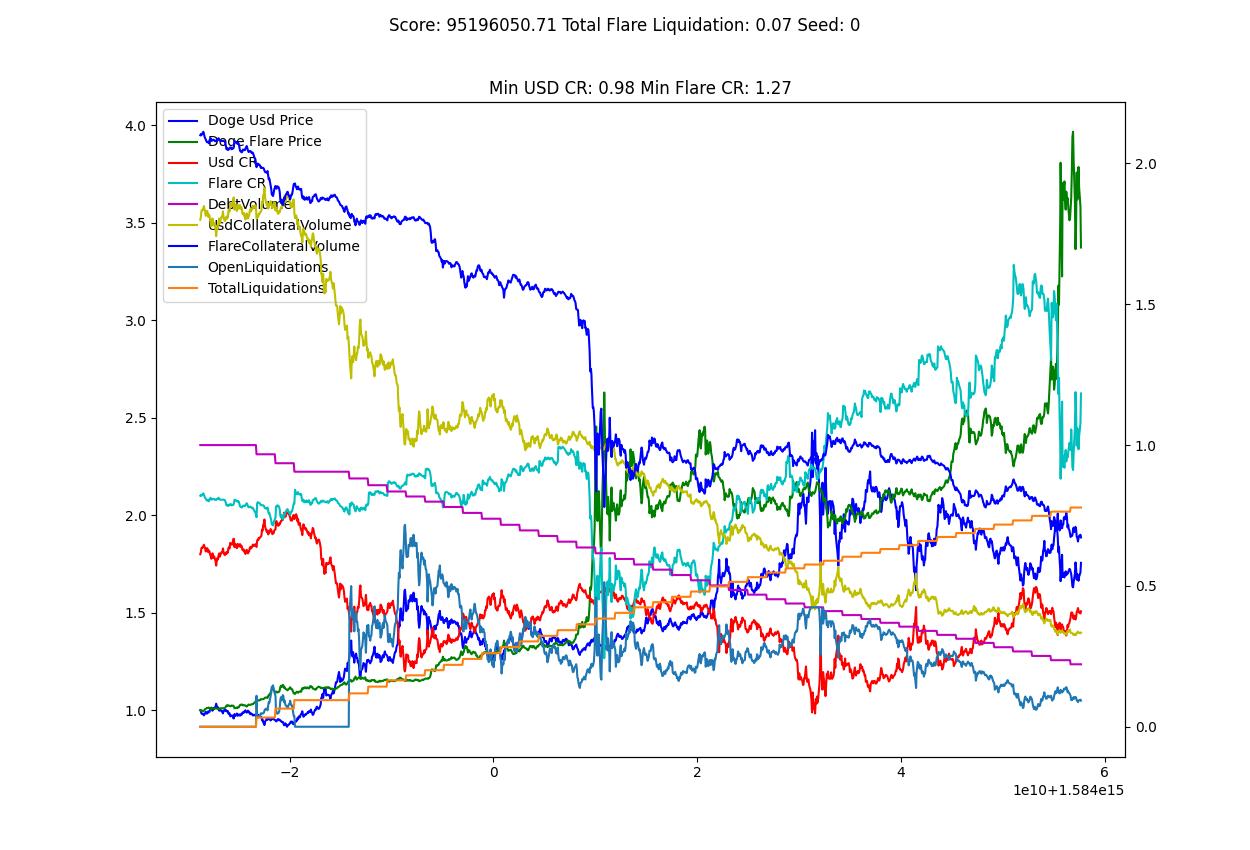 Score: 95196050.71 Total Flare Liquidation: 0.07 Seed: 0
Min USD CR: 0.98 Min Flare CR: 1.27
Doge Usd Price
Doge Flare Price
Usd CR
Flare CR
DebtVolume
UsdCollateralVolume
FlareCollateralVolume
OpenLiquidations
TotalLiquidations
4.0
3.5
3.0
2.5
2.0
1.5
1.0
2.0
1.5
1.0
0.5
0.0
−2
0
2
4
6
1e10+1.584e15